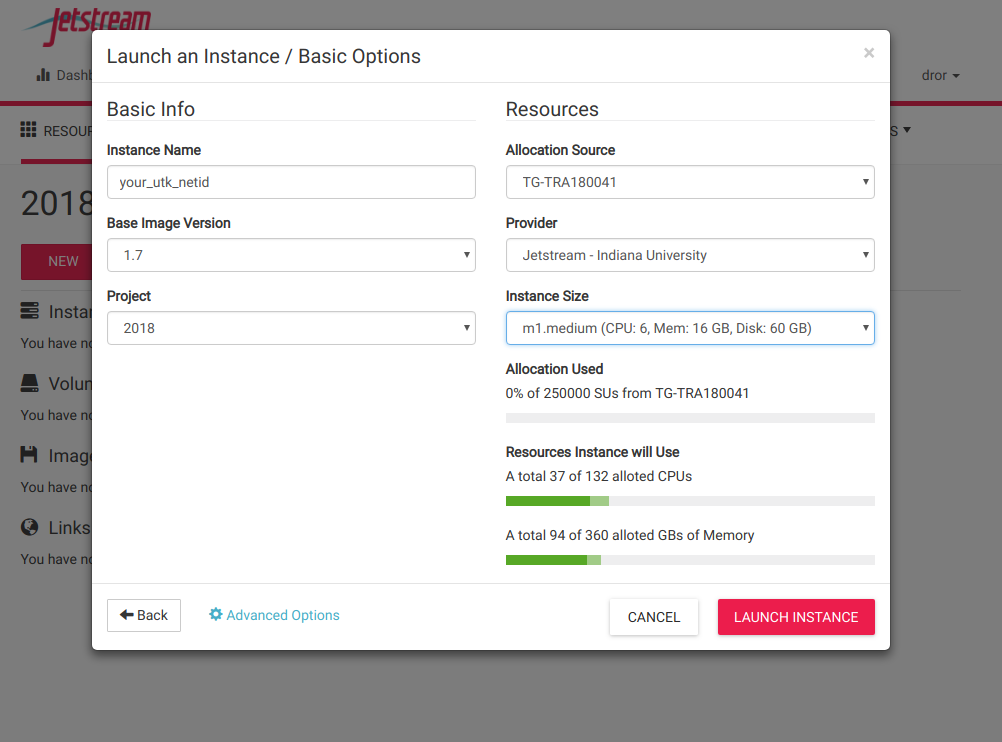 Jetstream
Launch an Instance / Basic Options
×
Dashb
dror
Basic Info
Resources
RESOUR
S
Instance Name
Allocation Source
your_utk_netid
TG-TRA180041
2018
Base Image Version
Provider
NEW
1.7
Jetstream - Indiana University
Project
Instance Size
Instan
2018
m1.medium (CPU: 6, Mem: 16 GB, Disk: 60 GB)
You have no
Allocation Used
Volun
0% of 250000 SUs from TG-TRA180041
You have no
Image
Resources Instance will Use
A total 37 of 132 alloted CPUs
You have no
Links
A total 94 of 360 alloted GBs of Memory
You have no
Back
Advanced Options
CANCEL
LAUNCH INSTANCE